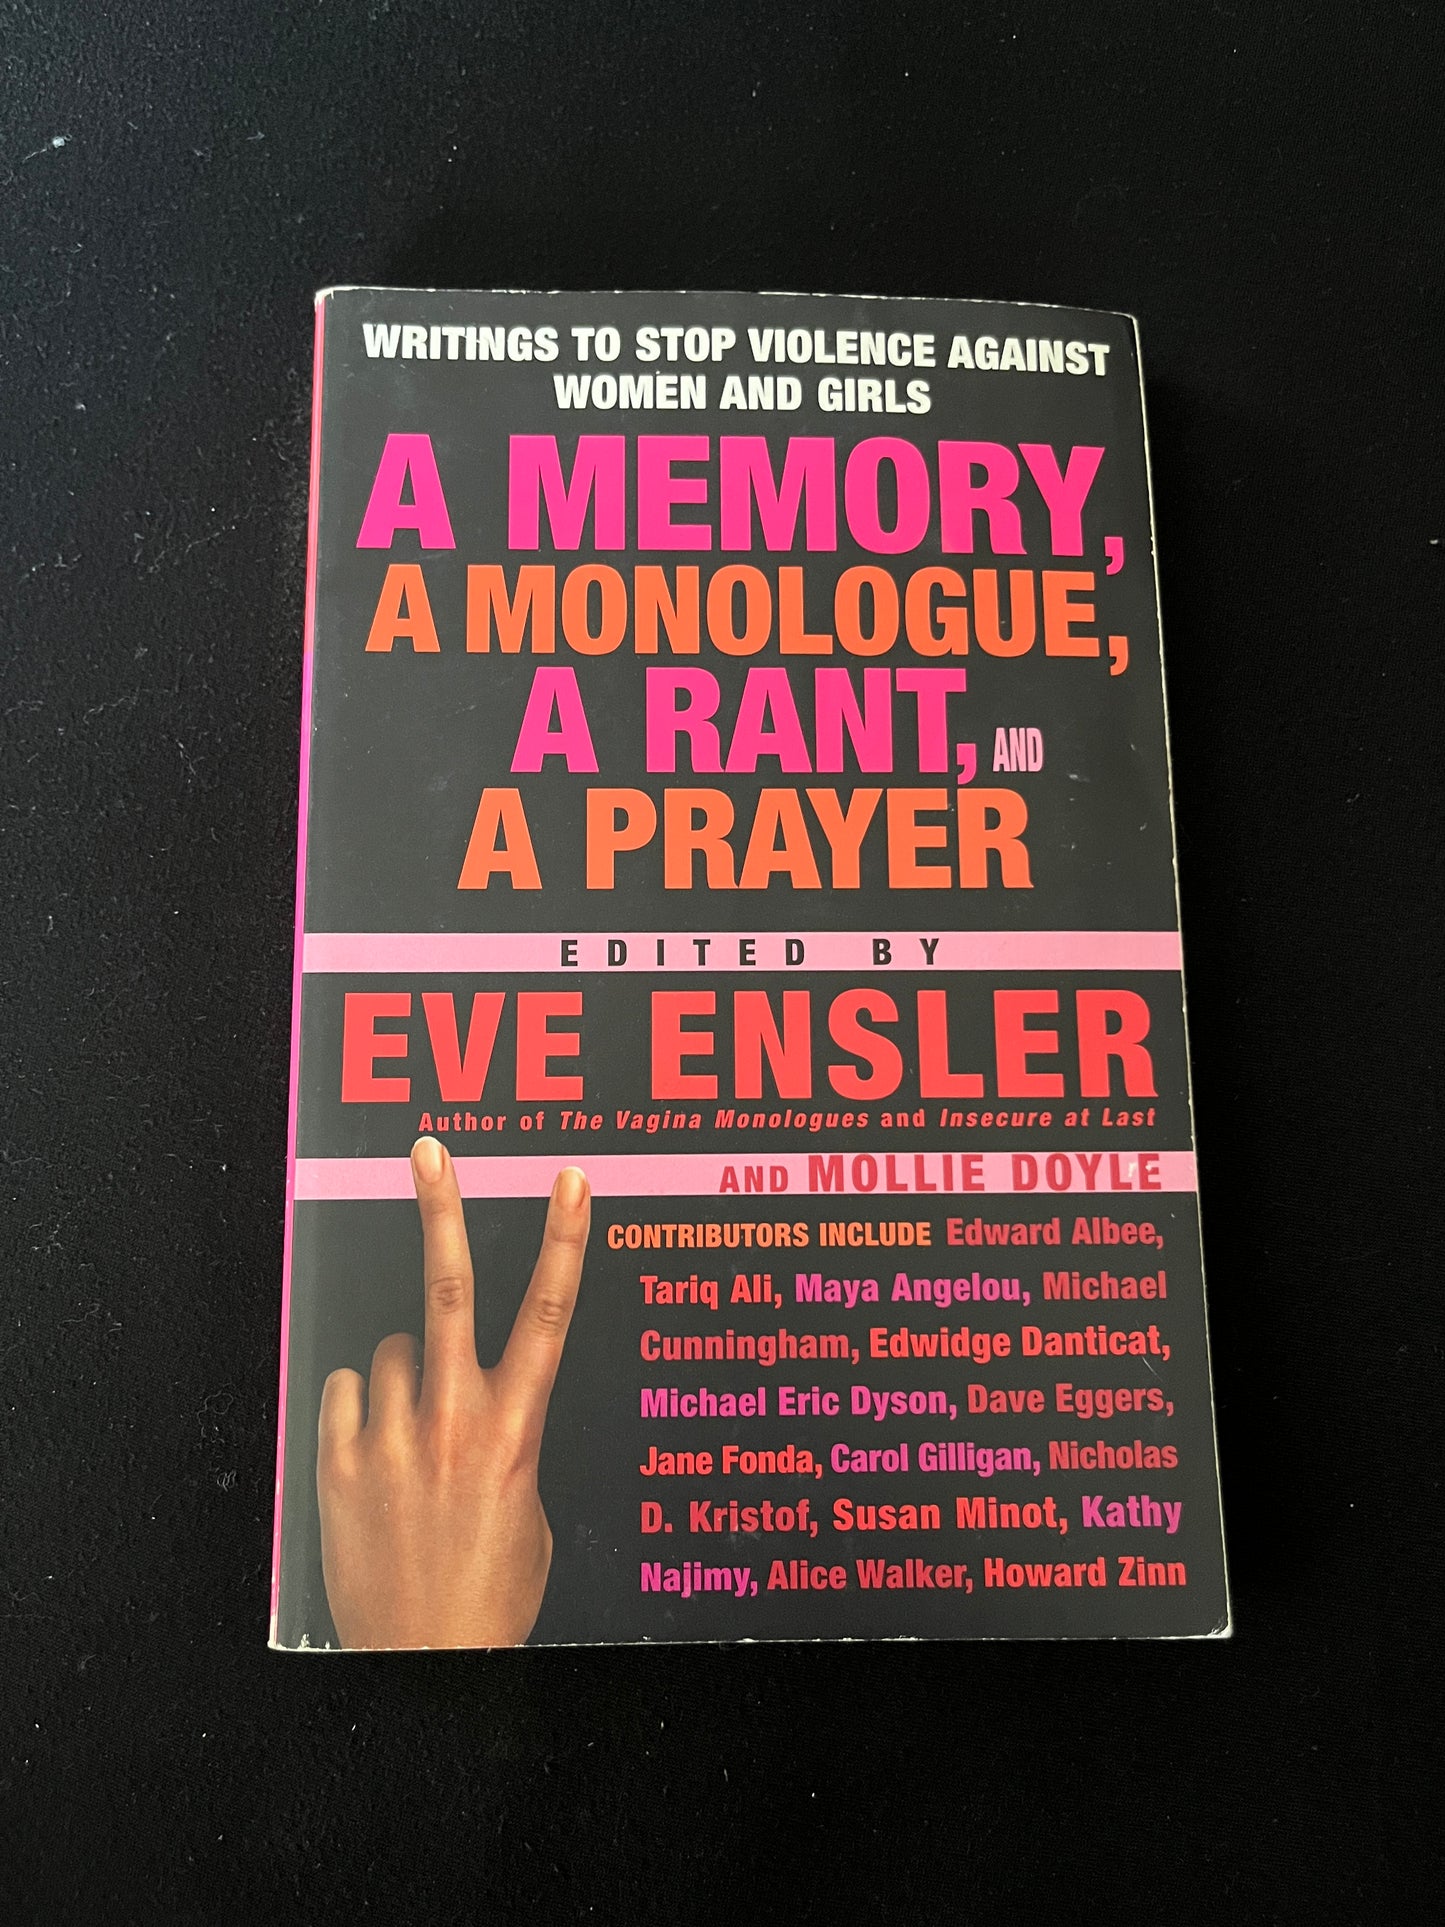 WRITINGS TO STOP VIOLENCE AGAINST
WOMEN AND GIRLS
A MEMORY,
A MONOLOGUE,
A RANT, AND
A PRAYER
EDITED BY
EVE ENSLER
Author of The Vagina Monologues and Insecure at Last
AND MOLLIE DOYLE
CONTRIBUTORS INCLUDE Edward Albee,
Tariq Ali, Maya Angelou, Michael
Cunningham, Edwidge Danticat,
Michael Eric Dyson, Dave Eggers,
Jane Fonda, Carol Gilligan, Nicholas
D. Kristof, Susan Minot, Kathy
Najimy, Alice Walker, Howard Zinn